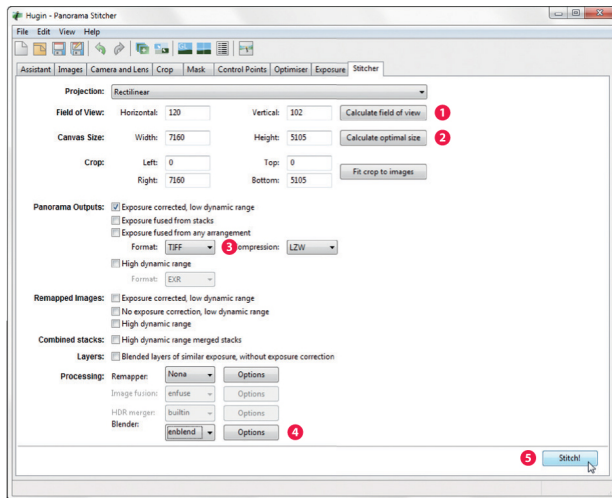 Hugin - Panorama Stitcher
File Edit View Help
Assistant Images Camera and Lens Crop Mask Control Points Optimiser Exposure Stitcher
Projection: Rectilinear
Field of View: Horizontal: 120 Vertical: 102 Calculate field of view 1
Canvas Size: Width: 7160 Height: 5105 Calculate optimal size 2
Crop: Left: 0 Top: 0
Fit crop to images
Right: 7160 Bottom: 5105
Panorama Outputs: Exposure corrected, low dynamic range
Exposure fused from stacks
Exposure fused from any arrangement
Format: TIFF 3 ompression: LZW
High dynamic range
Format: EXR
Remapped Images: Exposure corrected, low dynamic range
No exposure correction, low dynamic range
High dynamic range
Combined stacks: High dynamic range merged stacks
Layers: Blended layers of similar exposure, without exposure correction
Processing: Remapper: Nona Options
Image fusion: enfuse Options
HDR merger: builtin Options
Blender:
enblend Options 4
5 Stitch!